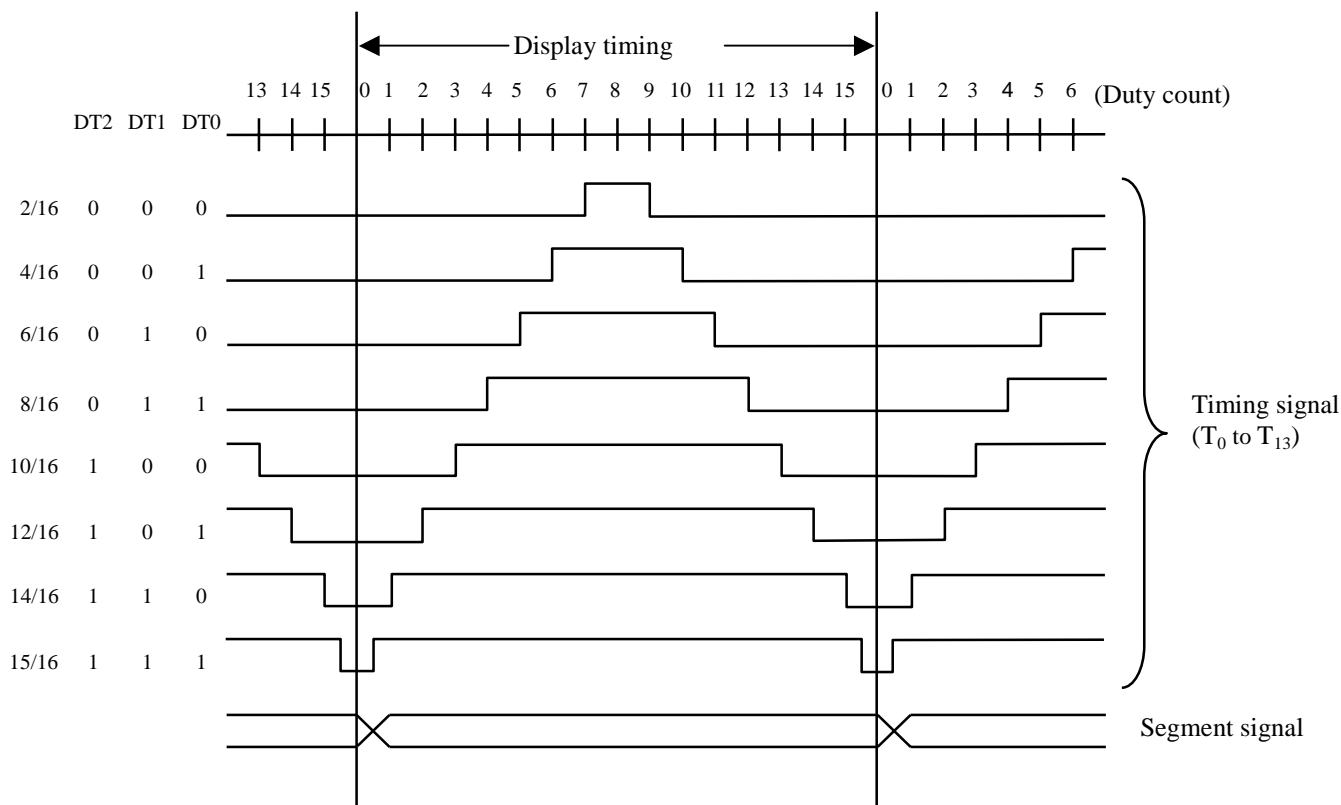 Display timing
13 14 15 0 1 2 3 4 5 6 7 8 9 10 11 12 13 14 15 0 1 2 3 4 5 6 (Duty count)
DT2 DT1 DT0
2/16 0 0 0
4/16 0 0 1
6/16 0 1 0
8/16 0 1 1
Timing signal
(T0 to T13)
10/16 1 0 0
12/16 1 0 1
14/16 1 1 0
15/16 1 1 1
Segment signal